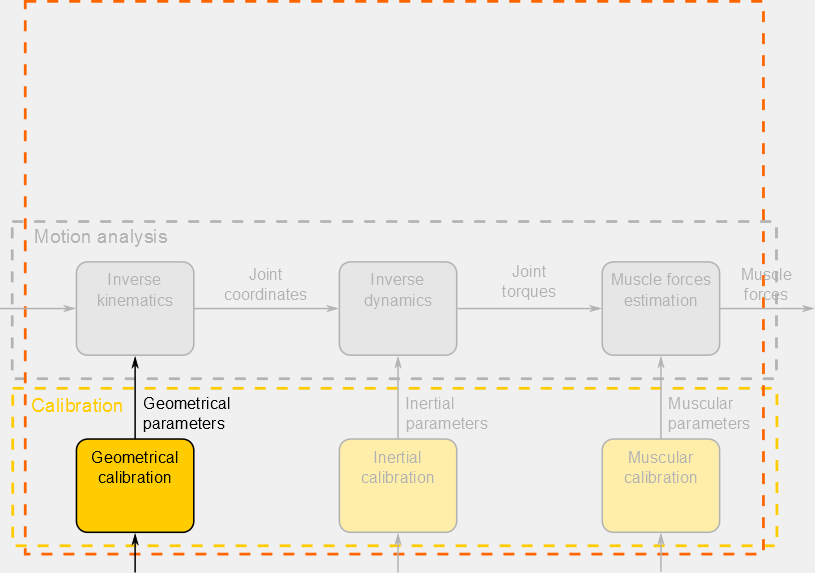 Motion analysis
Inverse
kinematics
Joint
coordinates
Inverse
dynamics
Joint
torques
Muscle forces
estimation
Muscle
forces
Calibration
Geometrical
parameters
Inertial
parameters
Muscular
parameters
Geometrical
calibration
Inertial
calibration
Muscular
calibration